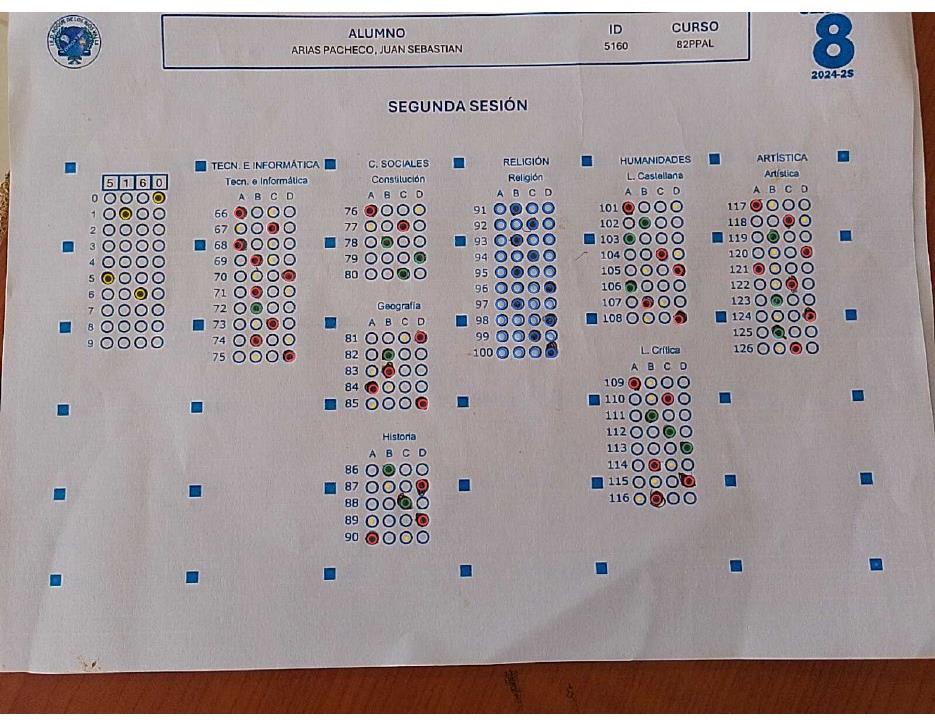 ALUMNO
ARIAS PACHECO, JUAN SEBASTIAN
ID
5160
CURSO
82PPAL
8
2024-2S
SEGUNDA SESIÓN
5 1 6 0
0
1
2
3
4
5
6
7
8
9
TECN. E INFORMÁTICA
Tecn. e Informática
A B C D
66
67
68
69
70
71
72
73
74
75
C. SOCIALES
Constitución
A B C D
76
77
78
79
80
Geografía
A B C D
81
82
83
84
85
Historia
A B C D
86
87
88
89
90
RELIGIÓN
Religión
A B C D
91
92
93
94
95
96
97
98
99
100
HUMANIDADES
L. Castellana
A B C D
101
102
103
104
105
106
107
108
L. Crítica
A B C D
109
110
111
112
113
114
115
116
ARTÍSTICA
Artística
A B C D
117
118
119
120
121
122
123
124
125
126